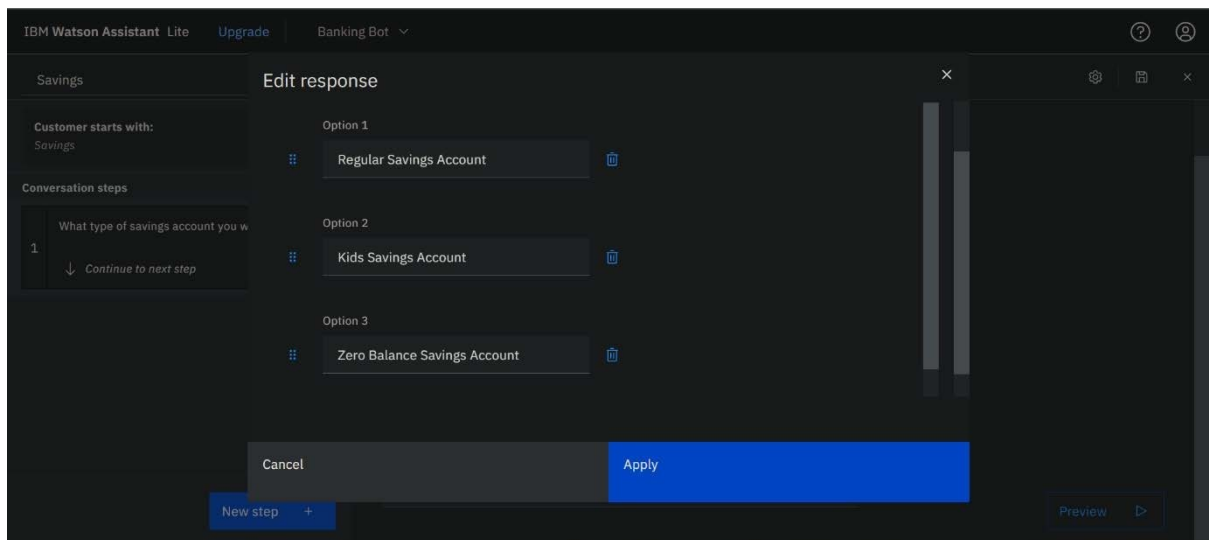 IBM Watson Assistant Lite Upgrade Banking Bot
Savings
Edit response
Customer starts with:
Savings
Option 1
Regular Savings Account
Conversation steps
What type of savings account you w
1
Continue to next step
Option 2
Kids Savings Account
Option 3
Zero Balance Savings Account
Cancel
Apply
New step +
Preview